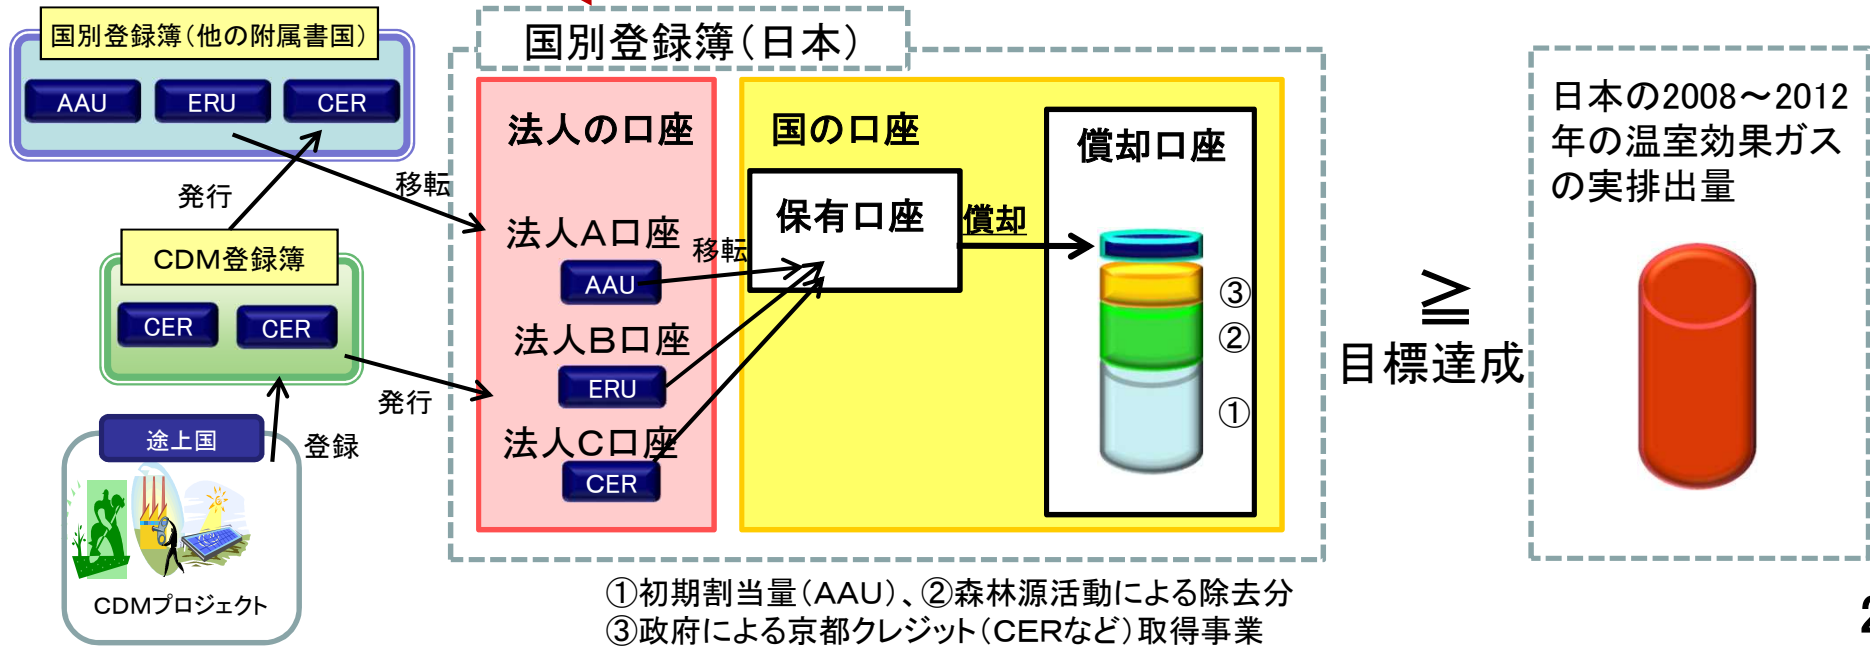 国別登録簿(他の附属書国)
AAU
ERU
CER
発行
移転
CDM登録簿
CER
CER
発行
登録
途上国
CDMプロジェクト
国別登録簿(日本)
法人の口座
法人A口座
AAU
法人B口座
ERU
法人C口座
CER
移転
国の口座
保有口座
償却
償却口座
③
②
①
≧
目標達成
日本の2008～2012
年の温室効果ガス
の実排出量
①初期割当量(AAU)、②森林源活動による除去分
③政府による京都クレジット(CERなど)取得事業